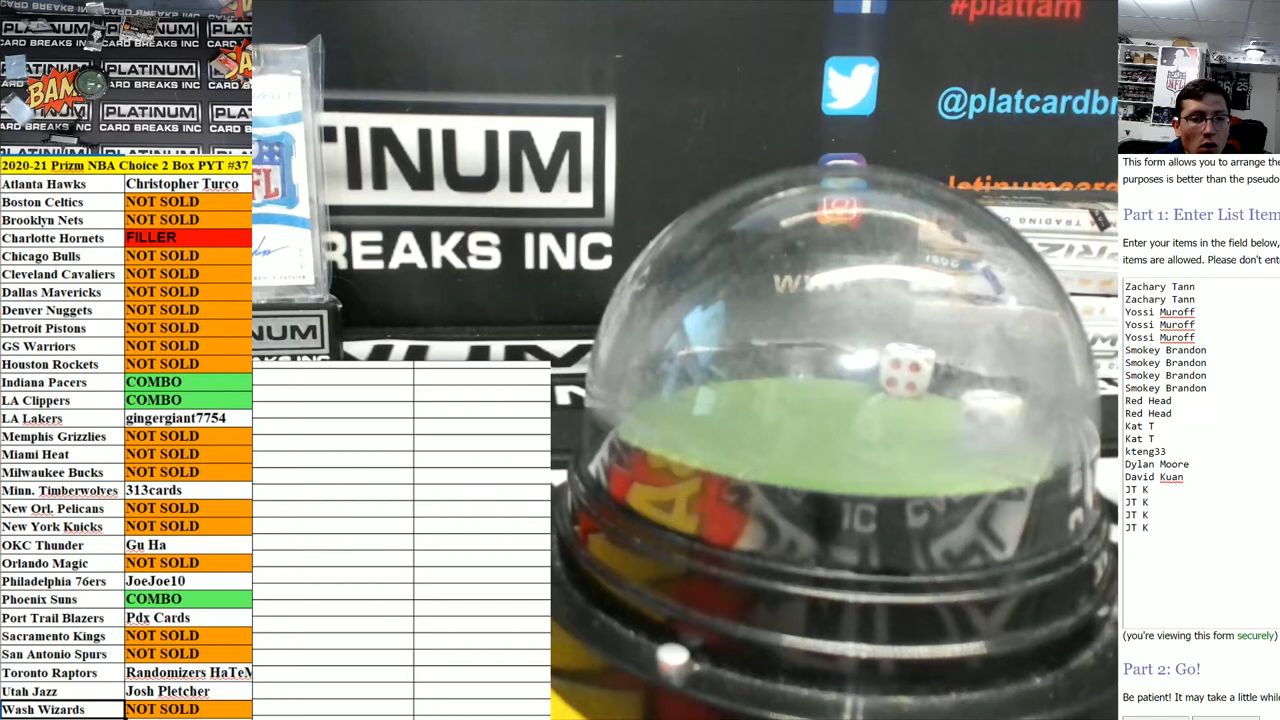 PLATINUM
CARD BREAKS INC
BAM
#platfam
@platcardbr
TINUM
REAKS INC
2020-21 Prizm NBA Choice 2 Box PYT #37
Atlanta Hawks Christopher Turco
Boston Celtics NOT SOLD
Brooklyn Nets NOT SOLD
Charlotte Hornets FILLER
Chicago Bulls NOT SOLD
Cleveland Cavaliers NOT SOLD
Dallas Mavericks NOT SOLD
Denver Nuggets NOT SOLD
Detroit Pistons NOT SOLD
GS Warriors NOT SOLD
Houston Rockets NOT SOLD
Indiana Pacers COMBO
LA Clippers COMBO
LA Lakers gingergiant7754
Memphis Grizzlies NOT SOLD
Miami Heat NOT SOLD
Milwaukee Bucks NOT SOLD
Minn. Timberwolves 313cards
New Orl. Pelicans NOT SOLD
New York Knicks NOT SOLD
OKC Thunder Gu Ha
Orlando Magic NOT SOLD
Philadelphia 76ers JoeJoe10
Phoenix Suns COMBO
Port Trail Blazers Pdx Cards
Sacramento Kings NOT SOLD
San Antonio Spurs NOT SOLD
Toronto Raptors Randomizers HaTeM
Utah Jazz Josh Pletcher
Wash Wizards NOT SOLD
This form allows you to arrange the
purposes is better than the pseudo
Part 1: Enter List Item
Enter your items in the field below,
items are allowed. Please don't ent
Zachary Tann
Zachary Tann
Yossi Muroff
Yossi Muroff
Yossi Muroff
Smokey Brandon
Smokey Brandon
Smokey Brandon
Smokey Brandon
Red Head
Red Head
Kat T
Kat T
kteng33
Dylan Moore
David Kuan
JT K
JT K
JT K
JT K
(you're viewing this form securely)
Part 2: Go!
Be patient! It may take a little while